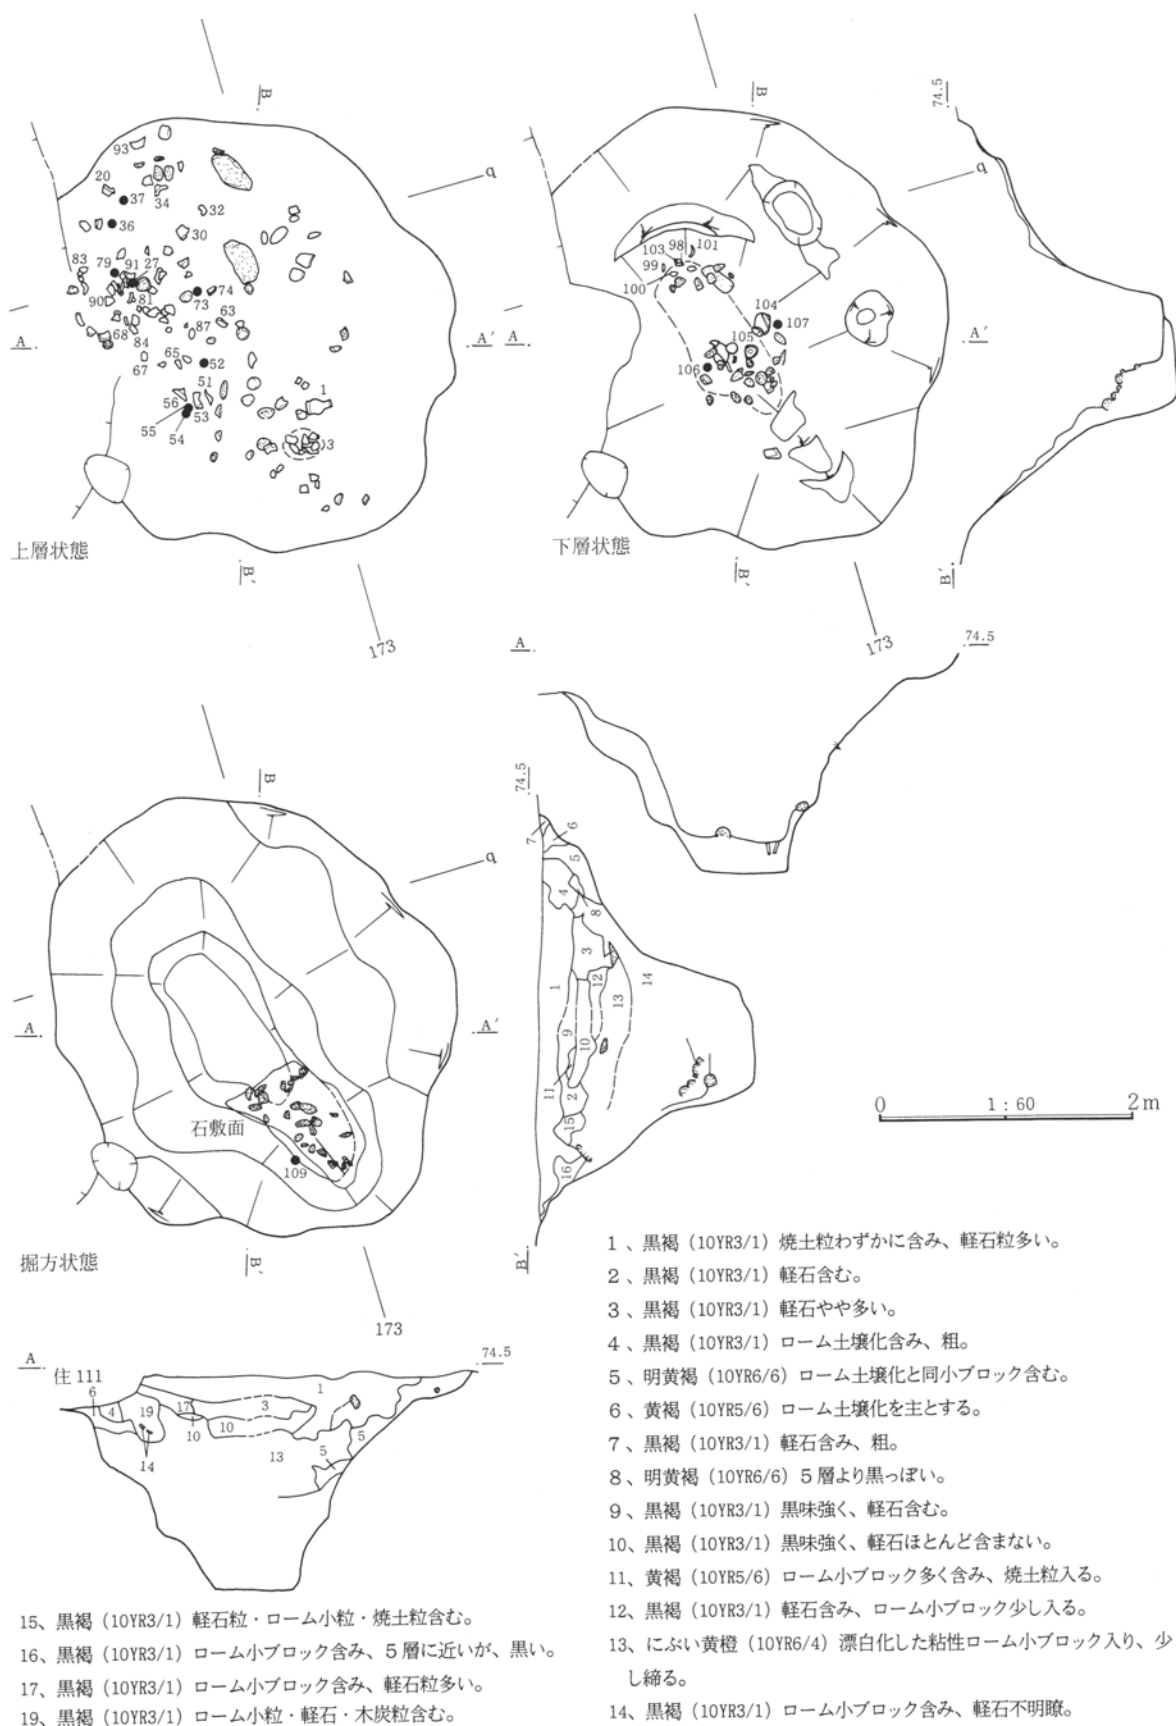 B
93
20
37
34
36
32
30
q
83
79
91
27
74
90
81
73
63
68
84
87
A
A′
67
65
52
51
56
53
1
55
54
3
上層状態
B′
173
B
q
98
101
103
99
100
104
107
105
106
A
A′
下層状態
B′
173
74.5
B′
A
74.5
B
q
A
A′
石敷面
109
掘方状態
B′
173
74.5
7
6
5
4
8
3
14
1
12
13
9
10
11
2
15
16
B′
0
1：60
2m
A
住111
74.5
6
4
19
17
3
1
10
10
14
13
5
5
1、黒褐（10YR3/1）焼土粒わずかに含み、軽石粒多い。
2、黒褐（10YR3/1）軽石含む。
3、黒褐（10YR3/1）軽石やや多い。
4、黒褐（10YR3/1）ローム土壌化含み、粗。
5、明黄褐（10YR6/6）ローム土壌化と同小ブロック含む。
6、黄褐（10YR5/6）ローム土壌化を主とする。
7、黒褐（10YR3/1）軽石含み、粗。
8、明黄褐（10YR6/6）5層より黒っぽい。
9、黒褐（10YR3/1）黒味強く、軽石含む。
10、黒褐（10YR3/1）黒味強く、軽石ほとんど含まない。
11、黄褐（10YR5/6）ローム小ブロック多く含み、焼土粒入る。
12、黒褐（10YR3/1）軽石含み、ローム小ブロック少し入る。
13、にぶい黄橙（10YR6/4）漂白化した粘性ローム小ブロック入り、少
し締る。
14、黒褐（10YR3/1）ローム小ブロック含み、軽石不明瞭。
15、黒褐（10YR3/1）軽石粒・ローム小粒・焼土粒含む。
16、黒褐（10YR3/1）ローム小ブロック含み、5層に近いが、黒い。
17、黒褐（10YR3/1）ローム小ブロック含み、軽石粒多い。
19、黒褐（10YR3/1）ローム小粒・軽石・木炭粒含む。